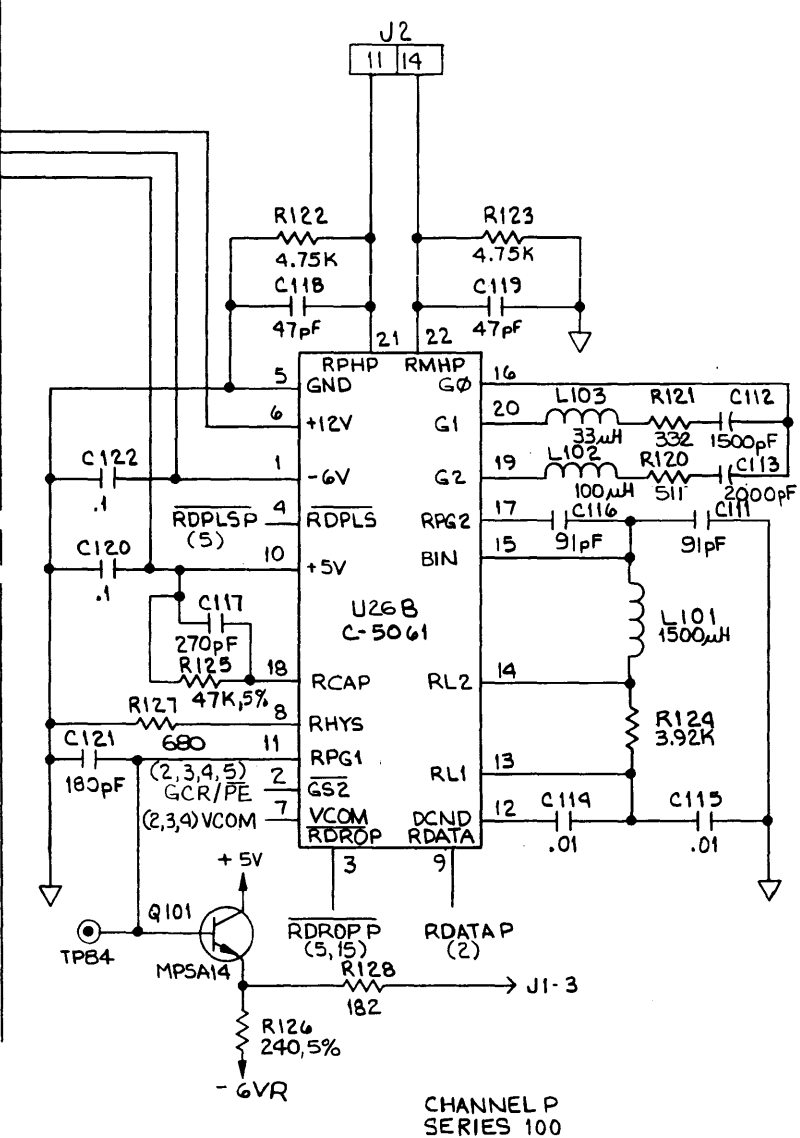 J2
11 14
R122
4.75K
C118
47pF
R123
4.75K
C119
47pF
21 22
RPHP RMHP
5 GND
GØ 16
6 +12V
G1 20
L103
33µH
R121
332
C112
1500pF
1 -6V
G2 19
L102
100µH
R120
511
C113
2000pF
C122
.1
RDPLSP
(5)
4 RDPLS
RPG2 17
C116
91pF
C111
91pF
C120
.1
10 +5V
BIN 15
U26B
C-5061
L101
1500µH
C117
270pF
R125
47K,5%
18 RCAP
RL2 14
R127
680
8 RHYS
R124
3.92K
C121
180pF
11 RPG1
RL1 13
(2,3,4,5)
GCR/PE
2 GS2
(2,3,4) VCOM
7 VCOM
DCND 12
C114
.01
C115
.01
RDROP RDATA
3 9
+5V
Q101
TP84
MPSA14
RDROPP
(5,15)
RDATAP
(2)
R128
182
J1-3
R126
240,5%
-6VR
CHANNEL P
SERIES 100